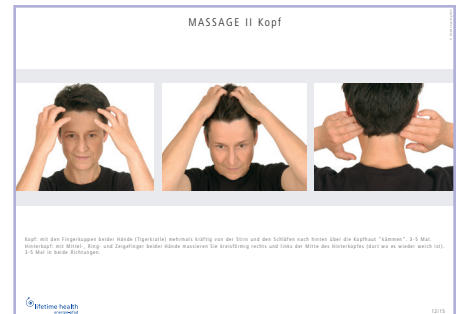 MASSAGE II Kopf
Kopf: mit den Fingerkuppen beider Hände (Tigerkralle) mehrmals kräftig von der Stirn und den Schläfen nach hinten über die Kopfhaut "kämmen". 3-5 Mal.
Hinterkopf: mit Mittel-, Ring- und Zeigefinger beider Hände massieren Sie kreisförmig rechts und links der Mitte des Hinterkopfes (dort wo es wieder weich ist).
3-5 Mal in beide Richtungen.
lifetime health
12/15